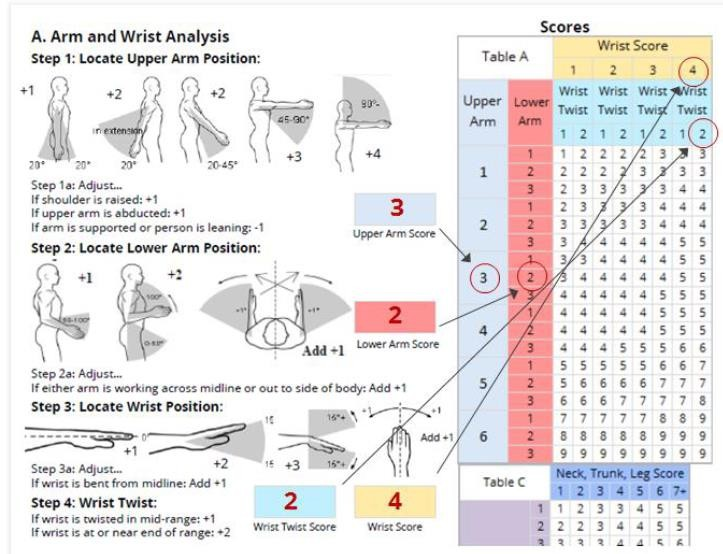 Scores
A. Arm and Wrist Analysis
Step 1: Locate Upper Arm Position:
+1
+2
+2
in extension
20° 20°
20°
20-45°
45-90°
+3
90°-
+4
Step 1a: Adjust...
If shoulder is raised: +1
If upper arm is abducted: +1
If arm is supported or person is leaning: -1
3
Upper Arm Score
Step 2: Locate Lower Arm Position:
+1
+2
100°
Add +1
2
Lower Arm Score
Step 2a: Adjust...
If either arm is working across midline or out to side of body: Add +1
Step 3: Locate Wrist Position:
+1
+2
+3
15°+
15°+
+1
+1
Add +1
Step 3a: Adjust...
If wrist is bent from midline: Add +1
Step 4: Wrist Twist:
If wrist is twisted in mid-range: +1
If wrist is at or near end of range: +2
2
Wrist Twist Score
4
Wrist Score
Table A Wrist Score
1 2 3 4
Upper Arm Lower Arm Wrist Twist Wrist Twist Wrist Twist Wrist Twist
1 2 1 2 1 2 1 2
1 1 1 2 2 2 2 3 3 3
2 2 2 2 2 3 3 3 3
3 2 3 3 3 3 3 4 4
2 1 2 3 3 3 3 4 4 4
2 3 3 3 3 3 4 4 4
3 3 4 4 4 4 4 5 5
3 1 3 3 4 4 4 4 5 5
2 3 4 4 4 4 4 5 5
3 4 4 4 4 4 5 5 5
4 1 4 4 4 4 4 5 5 5
2 4 4 4 4 4 5 5 5
3 4 4 4 5 5 5 6 6
5 1 5 5 5 5 5 6 6 7
2 5 6 6 6 6 7 7 7
3 6 6 6 7 7 7 7 8
6 1 7 7 7 7 7 8 8 9
2 8 8 8 8 8 9 9 9
3 9 9 9 9 9 9 9 9
Table C Neck, Trunk, Leg Score
1 2 3 4 5 6 7+
1 1 2 3 3 4 5 5
2 2 2 3 4 4 5 5
3 3 3 3 4 4 5 6